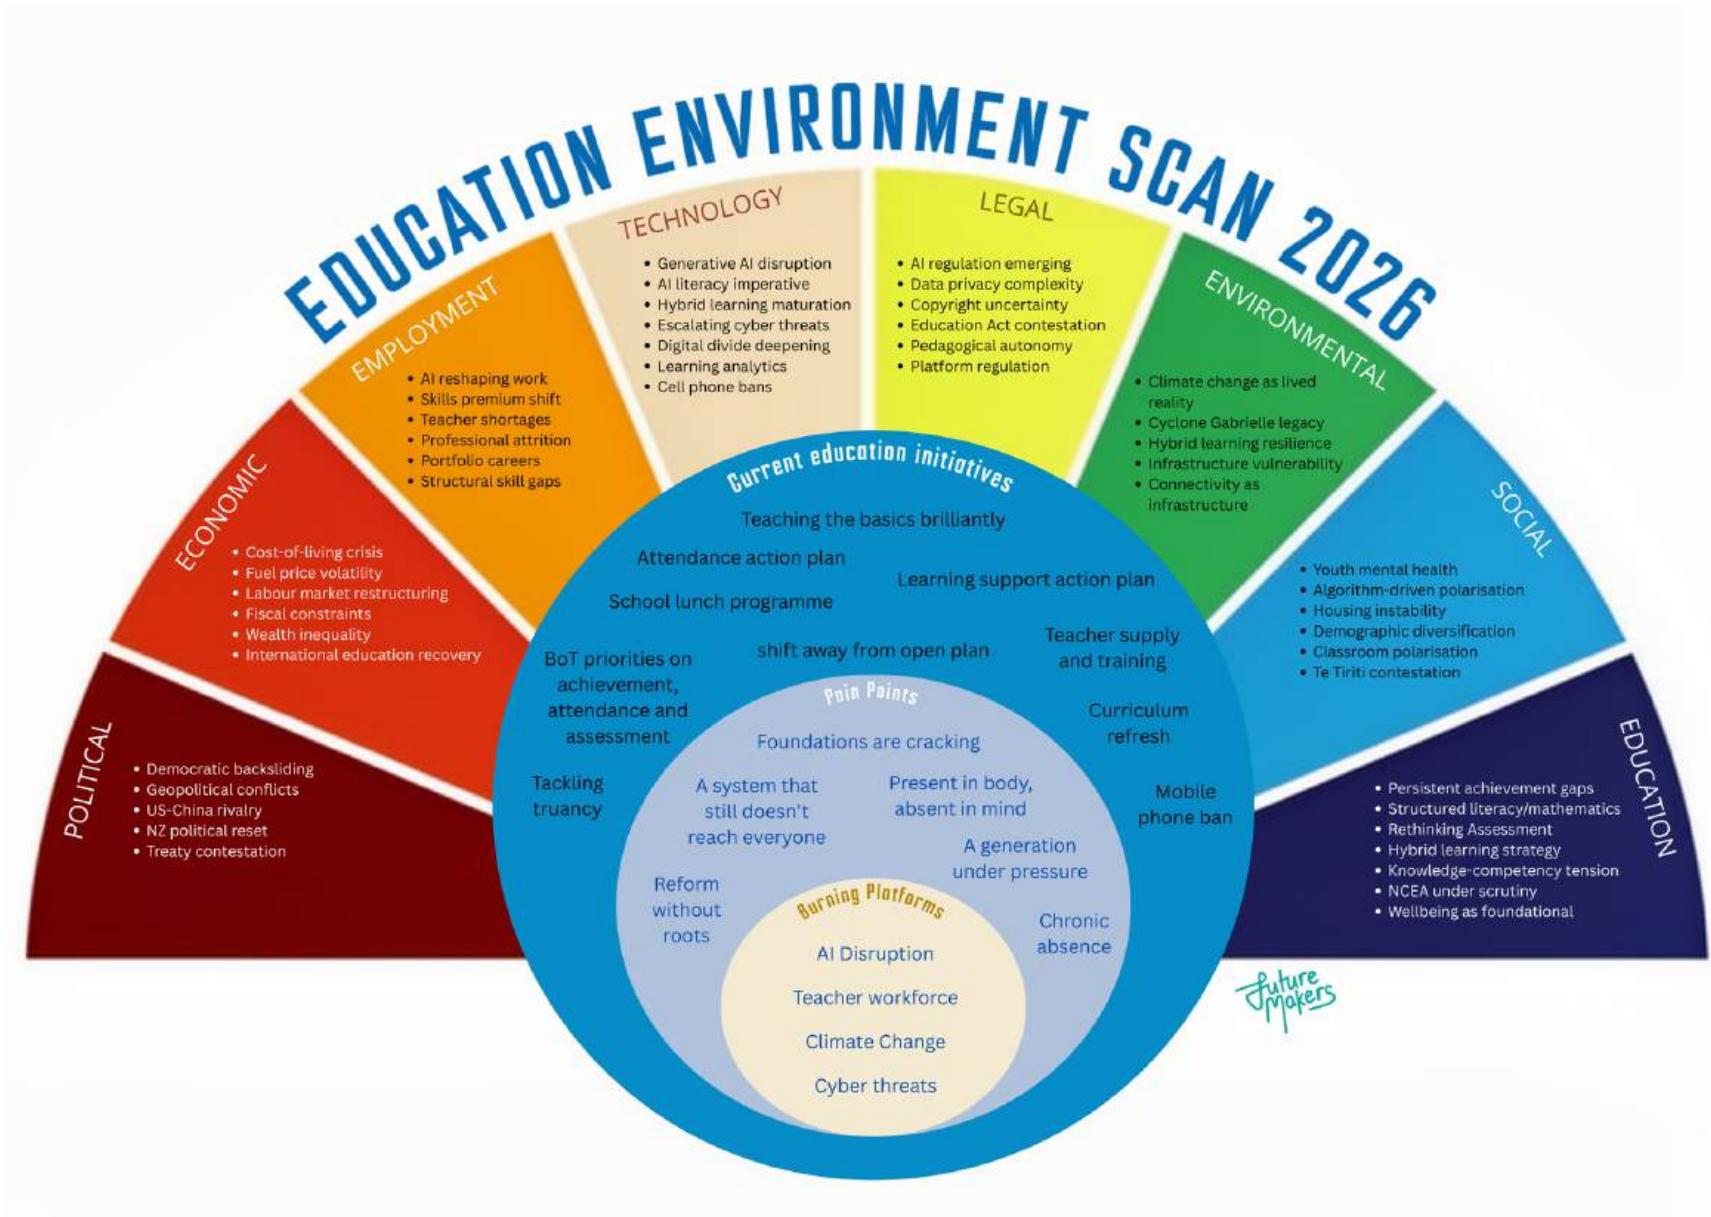 EDUCATION ENVIRONMENT SCAN 2026
POLITICAL
• Democratic backsliding
• Geopolitical conflicts
• US-China rivalry
• NZ political reset
• Treaty contestation
ECONOMIC
• Cost-of-living crisis
• Fuel price volatility
• Labour market restructuring
• Fiscal constraints
• Wealth inequality
• International education recovery
EMPLOYMENT
• AI reshaping work
• Skills premium shift
• Teacher shortages
• Professional attrition
• Portfolio careers
• Structural skill gaps
TECHNOLOGY
• Generative AI disruption
• AI literacy imperative
• Hybrid learning maturation
• Escalating cyber threats
• Digital divide deepening
• Learning analytics
• Cell phone bans
LEGAL
• AI regulation emerging
• Data privacy complexity
• Copyright uncertainty
• Education Act contestation
• Pedagogical autonomy
• Platform regulation
ENVIRONMENTAL
• Climate change as lived
reality
• Cyclone Gabrielle legacy
• Hybrid learning resilience
• Infrastructure vulnerability
• Connectivity as
infrastructure
SOCIAL
• Youth mental health
• Algorithm-driven polarisation
• Housing instability
• Demographic diversification
• Classroom polarisation
• Te Tiriti contestation
EDUCATION
• Persistent achievement gaps
• Structured literacy/mathematics
• Rethinking Assessment
• Hybrid learning strategy
• Knowledge-competency tension
• NCEA under scrutiny
• Wellbeing as foundational
Current education initiatives
Teaching the basics brilliantly
Attendance action plan
Learning support action plan
School lunch programme
shift away from open plan
Teacher supply
and training
BoT priorities on
achievement,
attendance and
assessment
Curriculum
refresh
Tackling
truancy
Mobile
phone ban
Pain Points
Foundations are cracking
A system that
still doesn't
reach everyone
Present in body,
absent in mind
A generation
under pressure
Reform
without
roots
Chronic
absence
Burning Platforms
AI Disruption
Teacher workforce
Climate Change
Cyber threats
future
makers